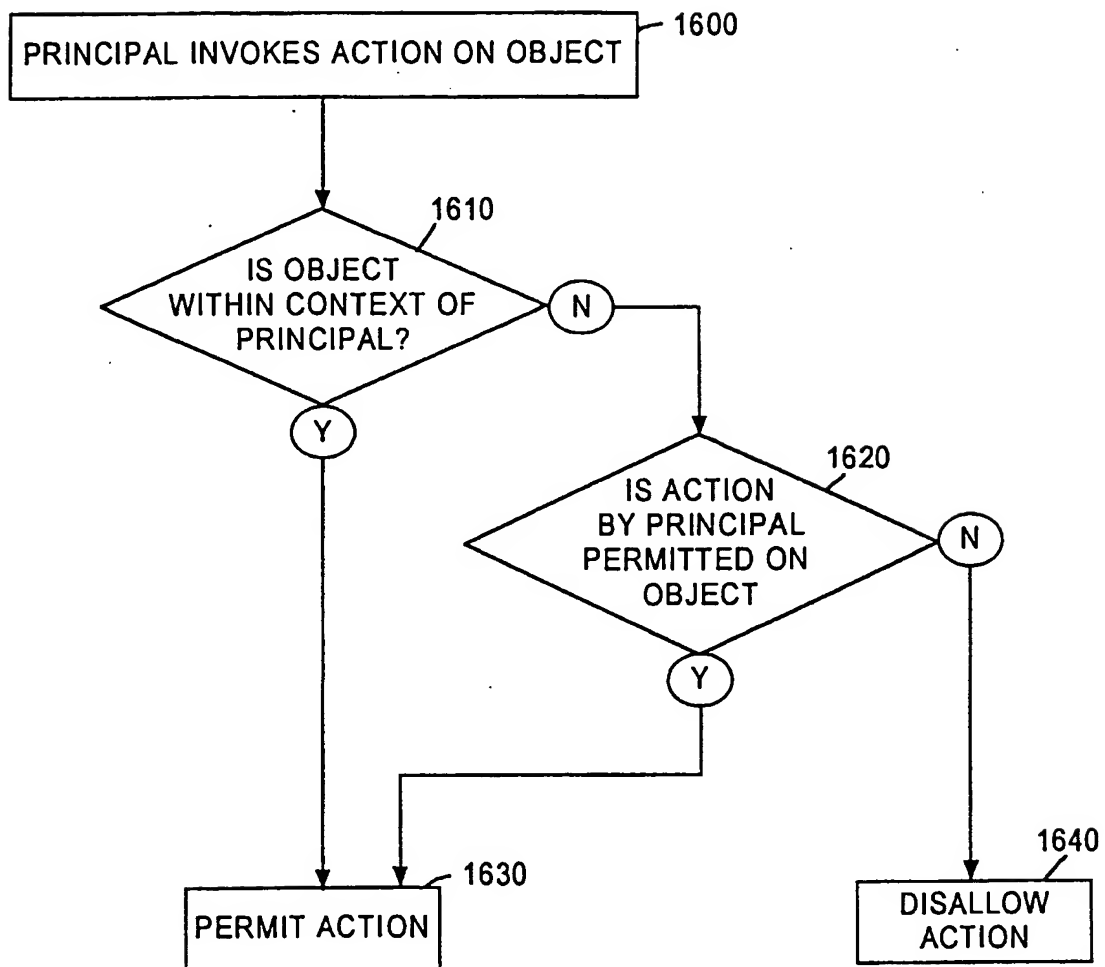 PRINCIPAL INVOKES ACTION ON OBJECT
1600
1610
IS OBJECT
WITHIN CONTEXT OF
PRINCIPAL?
N
Y
1620
IS ACTION
BY PRINCIPAL
PERMITTED ON
OBJECT
N
Y
1630
PERMIT ACTION
1640
DISALLOW
ACTION